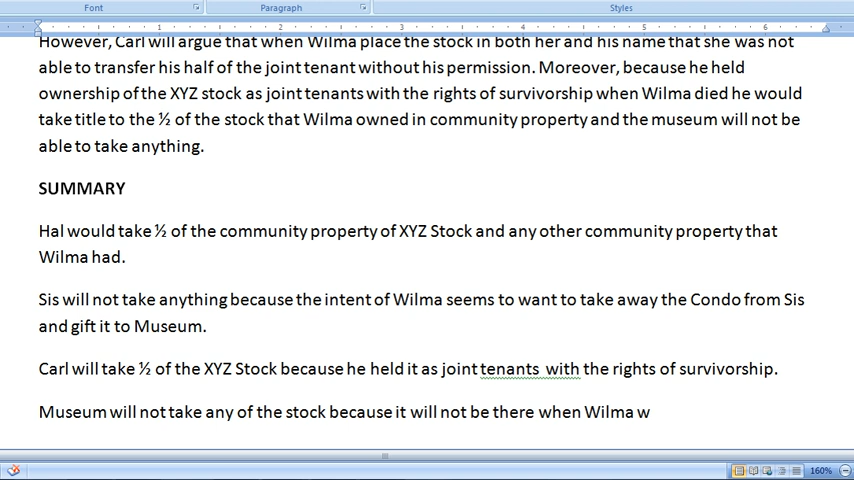 Font Paragraph Styles
1 2 3 4 5 6
However, Carl will argue that when Wilma place the stock in both her and his name that she was not
able to transfer his half of the joint tenant without his permission. Moreover, because he held
ownership of the XYZ stock as joint tenants with the rights of survivorship when Wilma died he would
take title to the ½ of the stock that Wilma owned in community property and the museum will not be
able to take anything.
SUMMARY
Hal would take ½ of the community property of XYZ Stock and any other community property that
Wilma had.
Sis will not take anything because the intent of Wilma seems to want to take away the Condo from Sis
and gift it to Museum.
Carl will take ½ of the XYZ Stock because he held it as joint tenants with the rights of survivorship.
Museum will not take any of the stock because it will not be there when Wilma w
160%